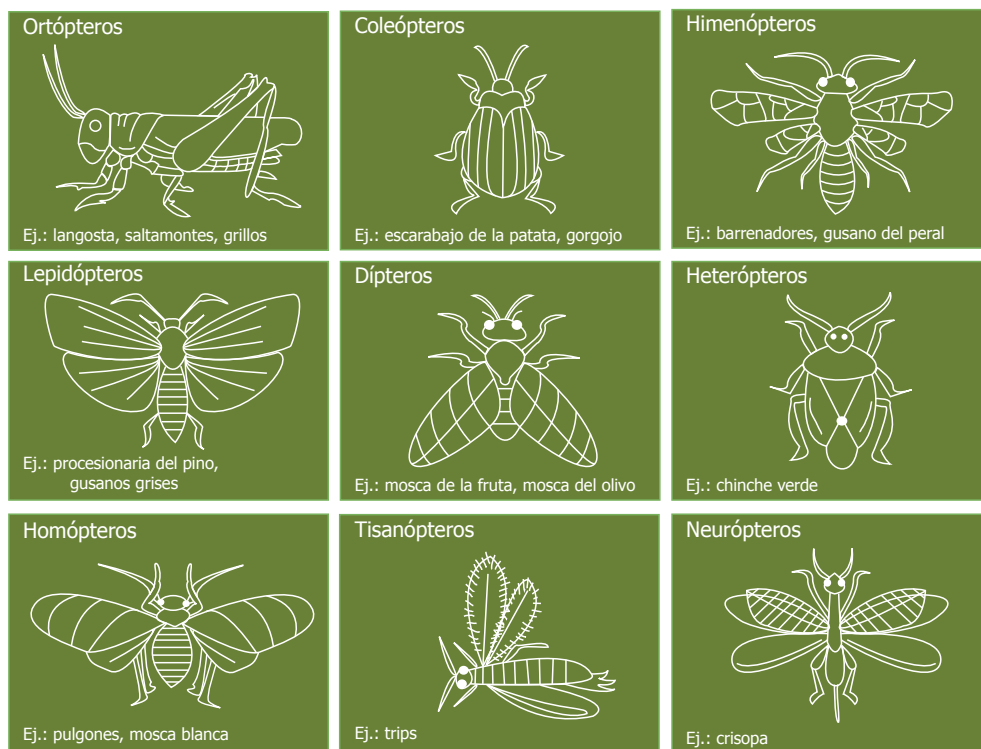 Ortópteros
Ej.: langosta, saltamontes, grillos
Coleópteros
Ej.: escarabajo de la patata, gorgojo
Himenópteros
Ej.: barrenadores, gusano del peral
Lepidópteros
Ej.: procesionaria del pino,
gusanos grises
Dípteros
Ej.: mosca de la fruta, mosca del olivo
Heterópteros
Ej.: chinche verde
Homópteros
Ej.: pulgones, mosca blanca
Tisanópteros
Ej.: trips
Neurópteros
Ej.: crisopa